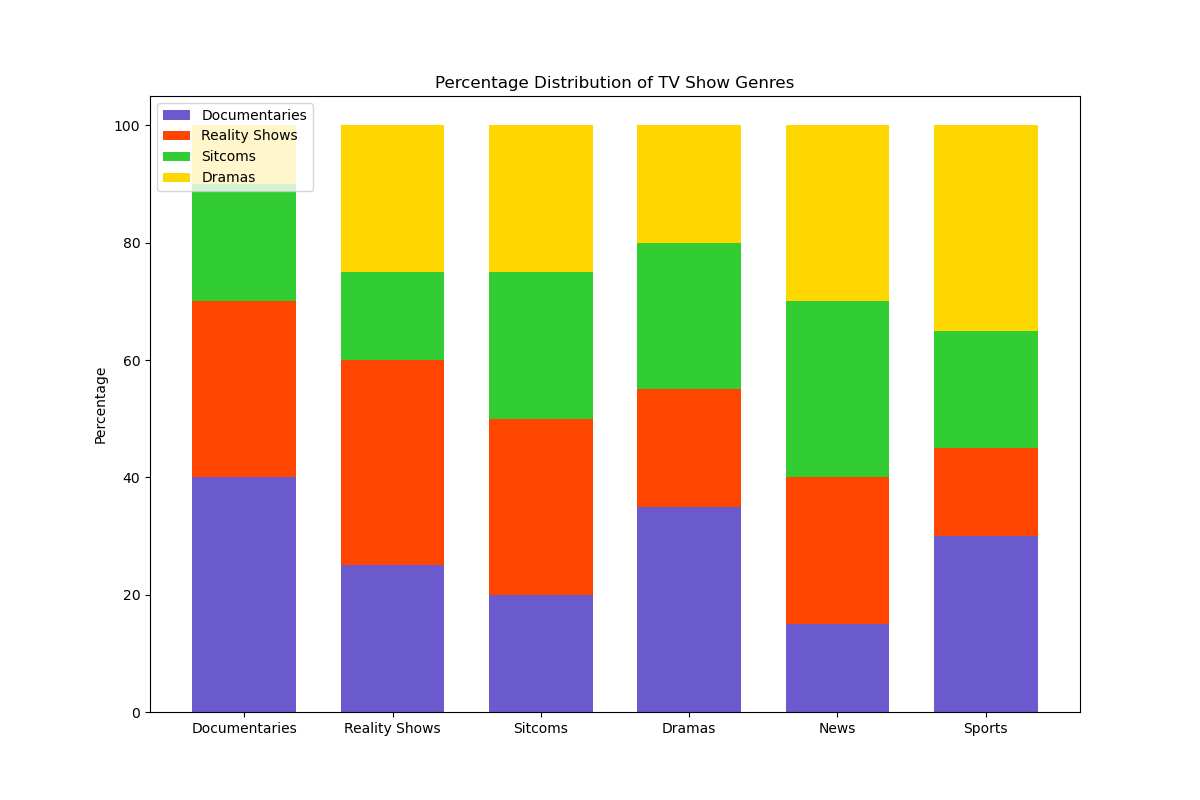 Percentage Distribution of TV Show Genres
Documentaries
Reality Shows
Sitcoms
Dramas
Percentage
100
80
60
40
20
0
Documentaries Reality Shows Sitcoms Dramas News Sports